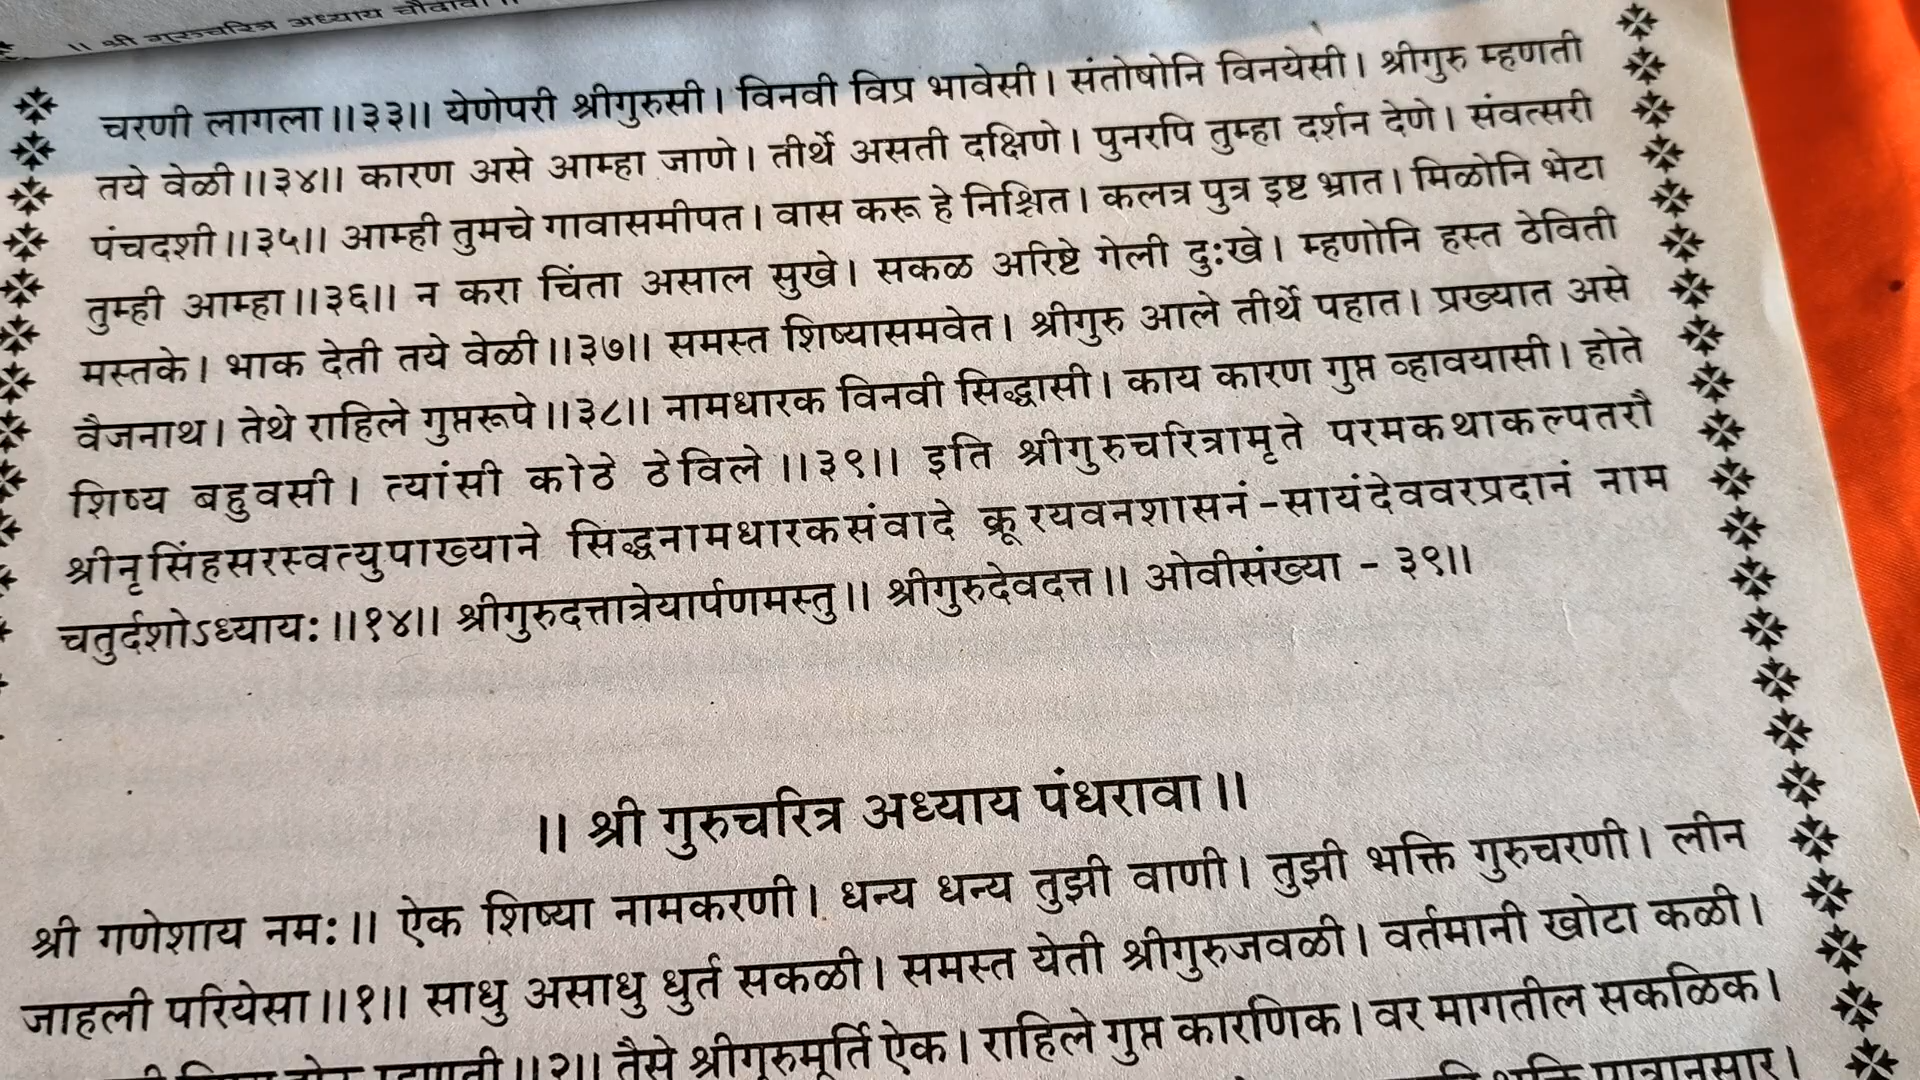 ॥ श्री गुरुचरित्र अध्याय चौदावा ॥
चरणी लागला॥३३॥ येणेपरी श्रीगुरुसी। विनवी विप्र भावेसी। संतोषोनि विनयेसी। श्रीगुरु म्हणती
तये वेळी॥३४॥ कारण असे आम्हा जाणे। तीर्थे असती दक्षिणे। पुनरपि तुम्हा दर्शन देणे। संवत्सरी
पंचदशी॥३५॥ आम्ही तुमचे गावासमीपत। वास करू हे निश्चित। कलत्र पुत्र इष्ट भ्रात। मिळोनि भेटा
तुम्ही आम्हा॥३६॥ न करा चिंता असाल सुखे। सकळ अरिष्टे गेली दुःखे। म्हणोनि हस्त ठेविती
मस्तके। भाक देती तये वेळी॥३७॥ समस्त शिष्यासमवेत। श्रीगुरु आले तीर्थे पहात। प्रख्यात असे
वैजनाथ। तेथे राहिले गुप्तरूपे॥३८॥ नामधारक विनवी सिद्धासी। काय कारण गुप्त व्हावयासी। होते
शिष्य बहुवसी। त्यांसी कोठे ठेविले॥३९॥ इति श्रीगुरुचरित्रामृते परमकथाकल्पतरौ
श्रीनृसिंहसरस्वत्युपाख्याने सिद्धनामधारकसंवादे क्रूरयवनशासनं-सायंदेववरप्रदानं नाम
चतुर्दशोऽध्यायः॥१४॥ श्रीगुरुदत्तात्रेयार्पणमस्तु॥ श्रीगुरुदेवदत्त॥ ओवीसंख्या - ३९॥
॥ श्री गुरुचरित्र अध्याय पंधरावा॥
श्री गणेशाय नमः॥ ऐक शिष्या नामकरणी। धन्य धन्य तुझी वाणी। तुझी भक्ति गुरुचरणी। लीन
जाहली परियेसा॥१॥ साधु असाधु धुर्त सकळी। समस्त येती श्रीगुरुजवळी। वर्तमानी खोटा कळी।
म्हणती॥२॥ तैसे श्रीगुरुमूर्ति ऐक। राहिले गुप्त कारणिक। वर मागतील सकळिक।
भक्ति पात्रानुसार।